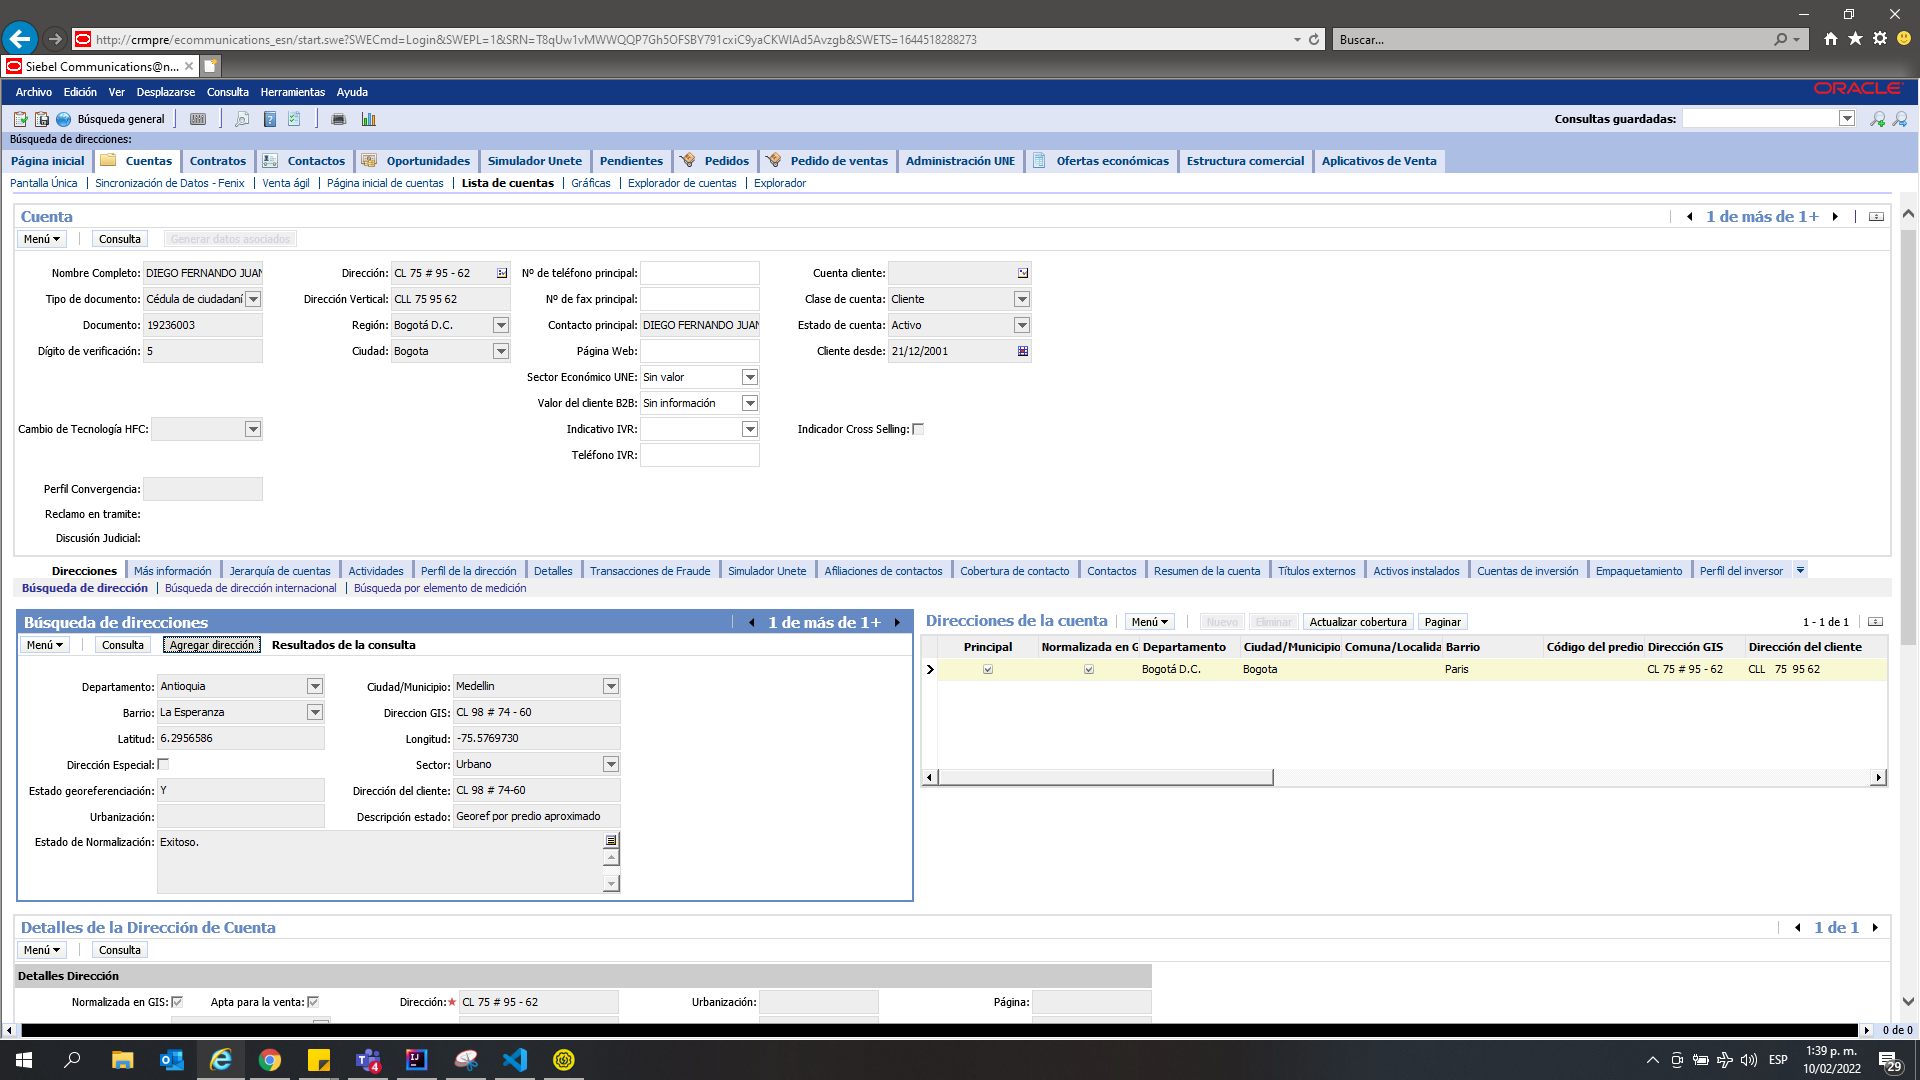 http://crmpre/ecommunications_esn/start.swe?SWECmd=Login&SWEPL=1&SRN=T8qUw1vMWWQQP7Gh5OFSBY791cxiC9yaCKWIAd5Avzgb&SWETS=1644518288273
Buscar...
Siebel Communications@n...
Archivo Edición Ver Desplazarse Consulta Herramientas Ayuda
ORACLE
Búsqueda general
Consultas guardadas:
Búsqueda de direcciones:
Página inicial Cuentas Contratos Contactos Oportunidades Simulador Unete Pendientes Pedidos Pedido de ventas Administración UNE Ofertas económicas Estructura comercial Aplicativos de Venta
Pantalla Única Sincronización de Datos - Fenix Venta ágil Página inicial de cuentas Lista de cuentas Gráficas Explorador de cuentas Explorador
Cuenta 1 de más de 1+
Menú Consulta Generar datos asociados
Nombre Completo: DIEGO FERNANDO JUAN Dirección: CL 75 # 95 - 62 Nº de teléfono principal: Cuenta cliente:
Tipo de documento: Cédula de ciudadaní Dirección Vertical: CLL 75 95 62 Nº de fax principal: Clase de cuenta: Cliente
Documento: 19236003 Región: Bogotá D.C. Contacto principal: DIEGO FERNANDO JUAN Estado de cuenta: Activo
Dígito de verificación: 5 Ciudad: Bogota Página Web: Cliente desde: 21/12/2001
Sector Económico UNE: Sin valor
Valor del cliente B2B: Sin información
Cambio de Tecnología HFC: Indicativo IVR: Indicador Cross Selling:
Teléfono IVR:
Perfil Convergencia:
Reclamo en tramite:
Discusión Judicial:
Direcciones Más información Jerarquía de cuentas Actividades Perfil de la dirección Detalles Transacciones de Fraude Simulador Unete Afiliaciones de contactos Cobertura de contacto Contactos Resumen de la cuenta Títulos externos Activos instalados Cuentas de inversión Empaquetamiento Perfil del inversor
Búsqueda de dirección Búsqueda de dirección internacional Búsqueda por elemento de medición
Búsqueda de direcciones 1 de más de 1+
Menú Consulta Agregar dirección Resultados de la consulta
Departamento: Antioquia Ciudad/Municipio: Medellin
Barrio: La Esperanza Direccion GIS: CL 98 # 74 - 60
Latitud: 6.2956586 Longitud: -75.5769730
Dirección Especial: Sector: Urbano
Estado georeferenciación: Y Dirección del cliente: CL 98 # 74-60
Urbanización: Descripción estado: Georef por predio aproximado
Estado de Normalización: Exitoso.
Direcciones de la cuenta Menú Nuevo Eliminar Actualizar cobertura Paginar 1 - 1 de 1
Principal Normalizada en G Departamento Ciudad/Municipio Comuna/Localida Barrio Código del predio Dirección GIS Dirección del cliente
Bogotá D.C. Bogota Paris CL 75 # 95 - 62 CLL 75 95 62
Detalles de la Dirección de Cuenta 1 de 1
Menú Consulta
Detalles Dirección
Normalizada en GIS: Apta para la venta: Dirección:* CL 75 # 95 - 62 Urbanización: Página:
0 de 0
4
ESP
1:39 p. m.
10/02/2022
29